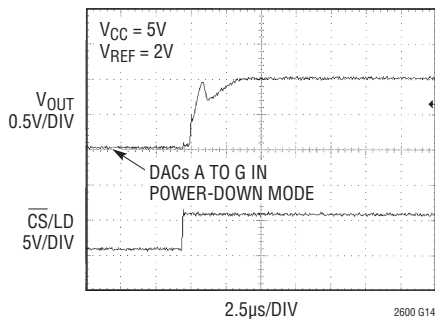 V_CC = 5V
V_REF = 2V
V_OUT
0.5V/DIV
DACs A TO G IN
POWER-DOWN MODE
C̅S̅/LD
5V/DIV
2.5µs/DIV
2600 G14